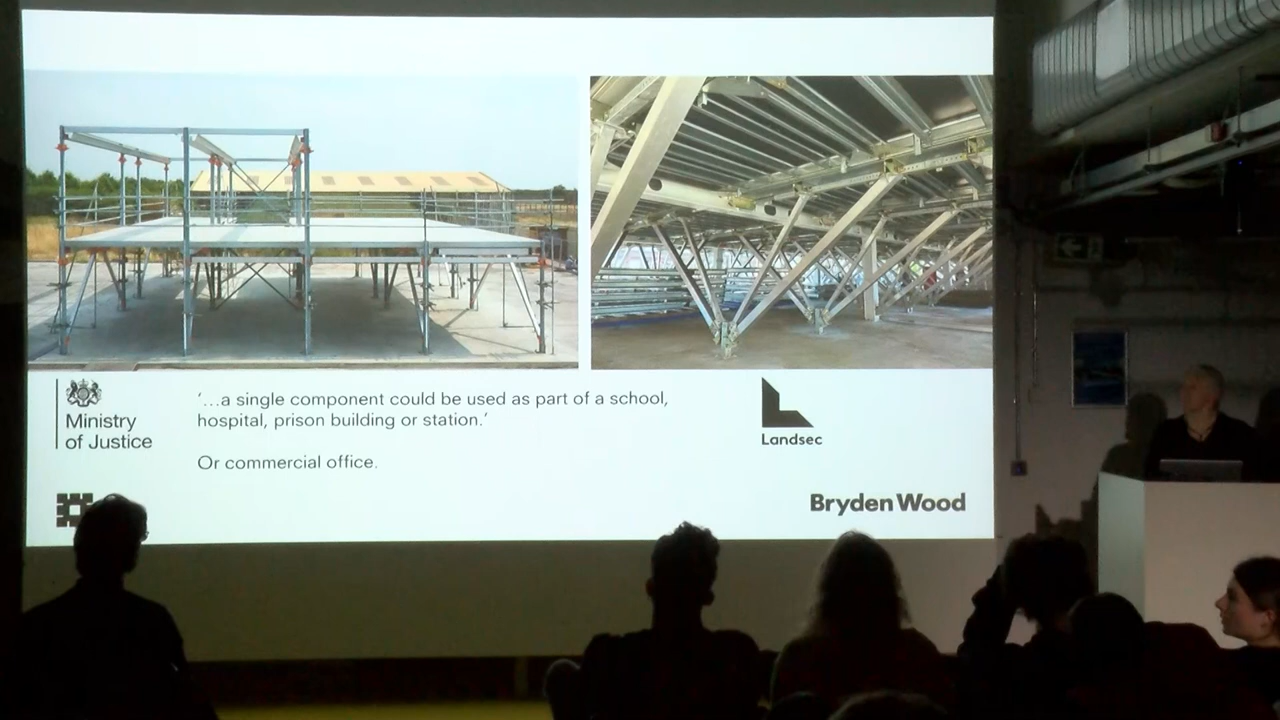 Ministry
of Justice
‘…a single component could be used as part of a school,
hospital, prison building or station.’
Or commercial office.
Landsec
Bryden Wood